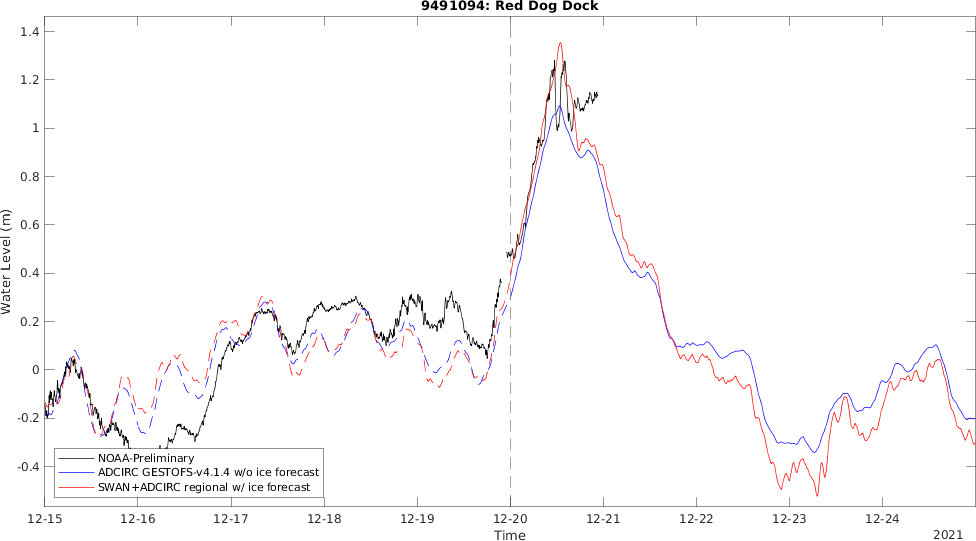 9491094: Red Dog Dock
1.4
1.2
1
0.8
0.6
0.4
0.2
0
-0.2
-0.4
Water Level (m)
NOAA-Preliminary
ADCIRC GESTOFS-v4.1.4 w/o ice forecast
SWAN+ADCIRC regional w/ ice forecast
12-15 12-16 12-17 12-18 12-19 12-20 12-21 12-22 12-23 12-24
Time
2021